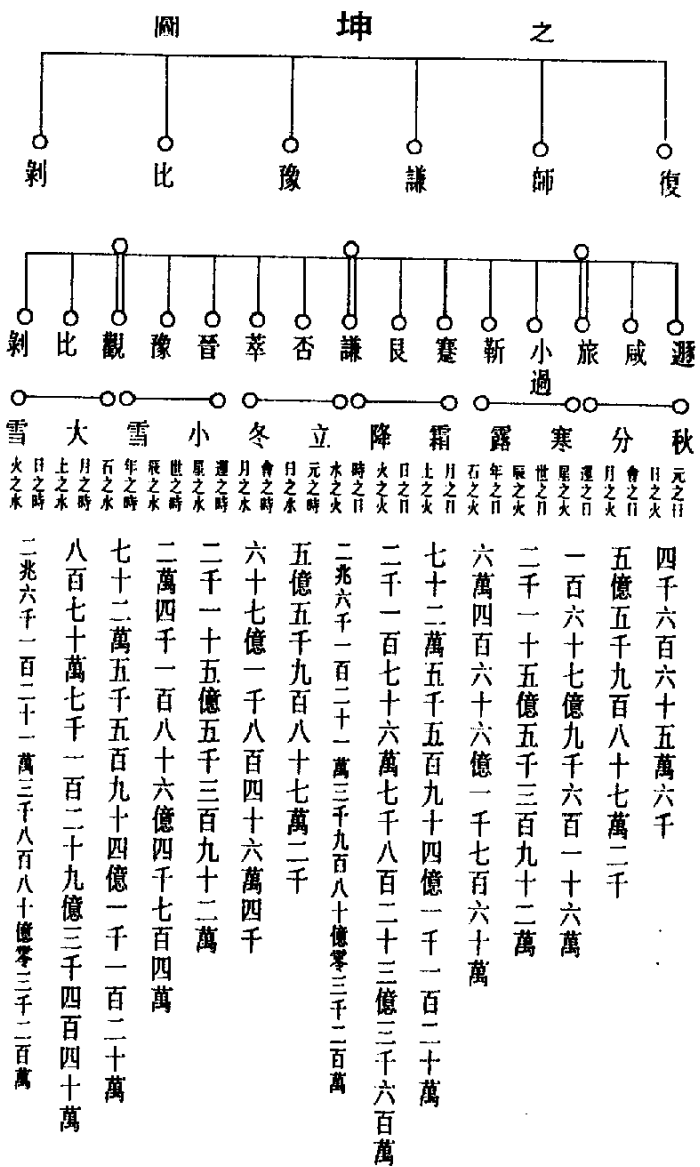 之坤圖
復 師 謙 豫 比 剝
遯 咸 旅 小過 靳 蹇 艮 謙 否 萃 晉 豫 觀 比 剝
秋分 寒露 霜降 立冬 小雪 大雪
元之日
日之火
會之日
月之火
運之日
星之火
世之日
辰之火
年之日
石之火
月之日
土之火
日之日
火之火
時之日
水之火
元之時
日之水
會之時
月之水
運之時
星之水
世之時
辰之水
年之時
石之水
月之時
土之水
日之時
火之水
四千六百六十五萬六千
五億五千九百八十七萬二千
一百六十七億九千六百一十六萬
二千一十五億五千三百九十二萬
六萬四百六十六億一千七百六十萬
七十二萬五千五百九十四億一千一百二十萬
二千一百七十六萬七千八百二十三億三千六百萬
二兆六千一百二十一萬三千九百八十億零三千二百萬
五億五千九百八十七萬二千
六十七億一千八百四十六萬四千
二千一十五億五千三百九十二萬
二萬四千一百八十六億四千七百四萬
七十二萬五千五百九十四億一千一百二十萬
八百七十萬七千一百二十九億三千四百四十萬
二兆六千一百二十一萬三千八百八十億零三千二百萬